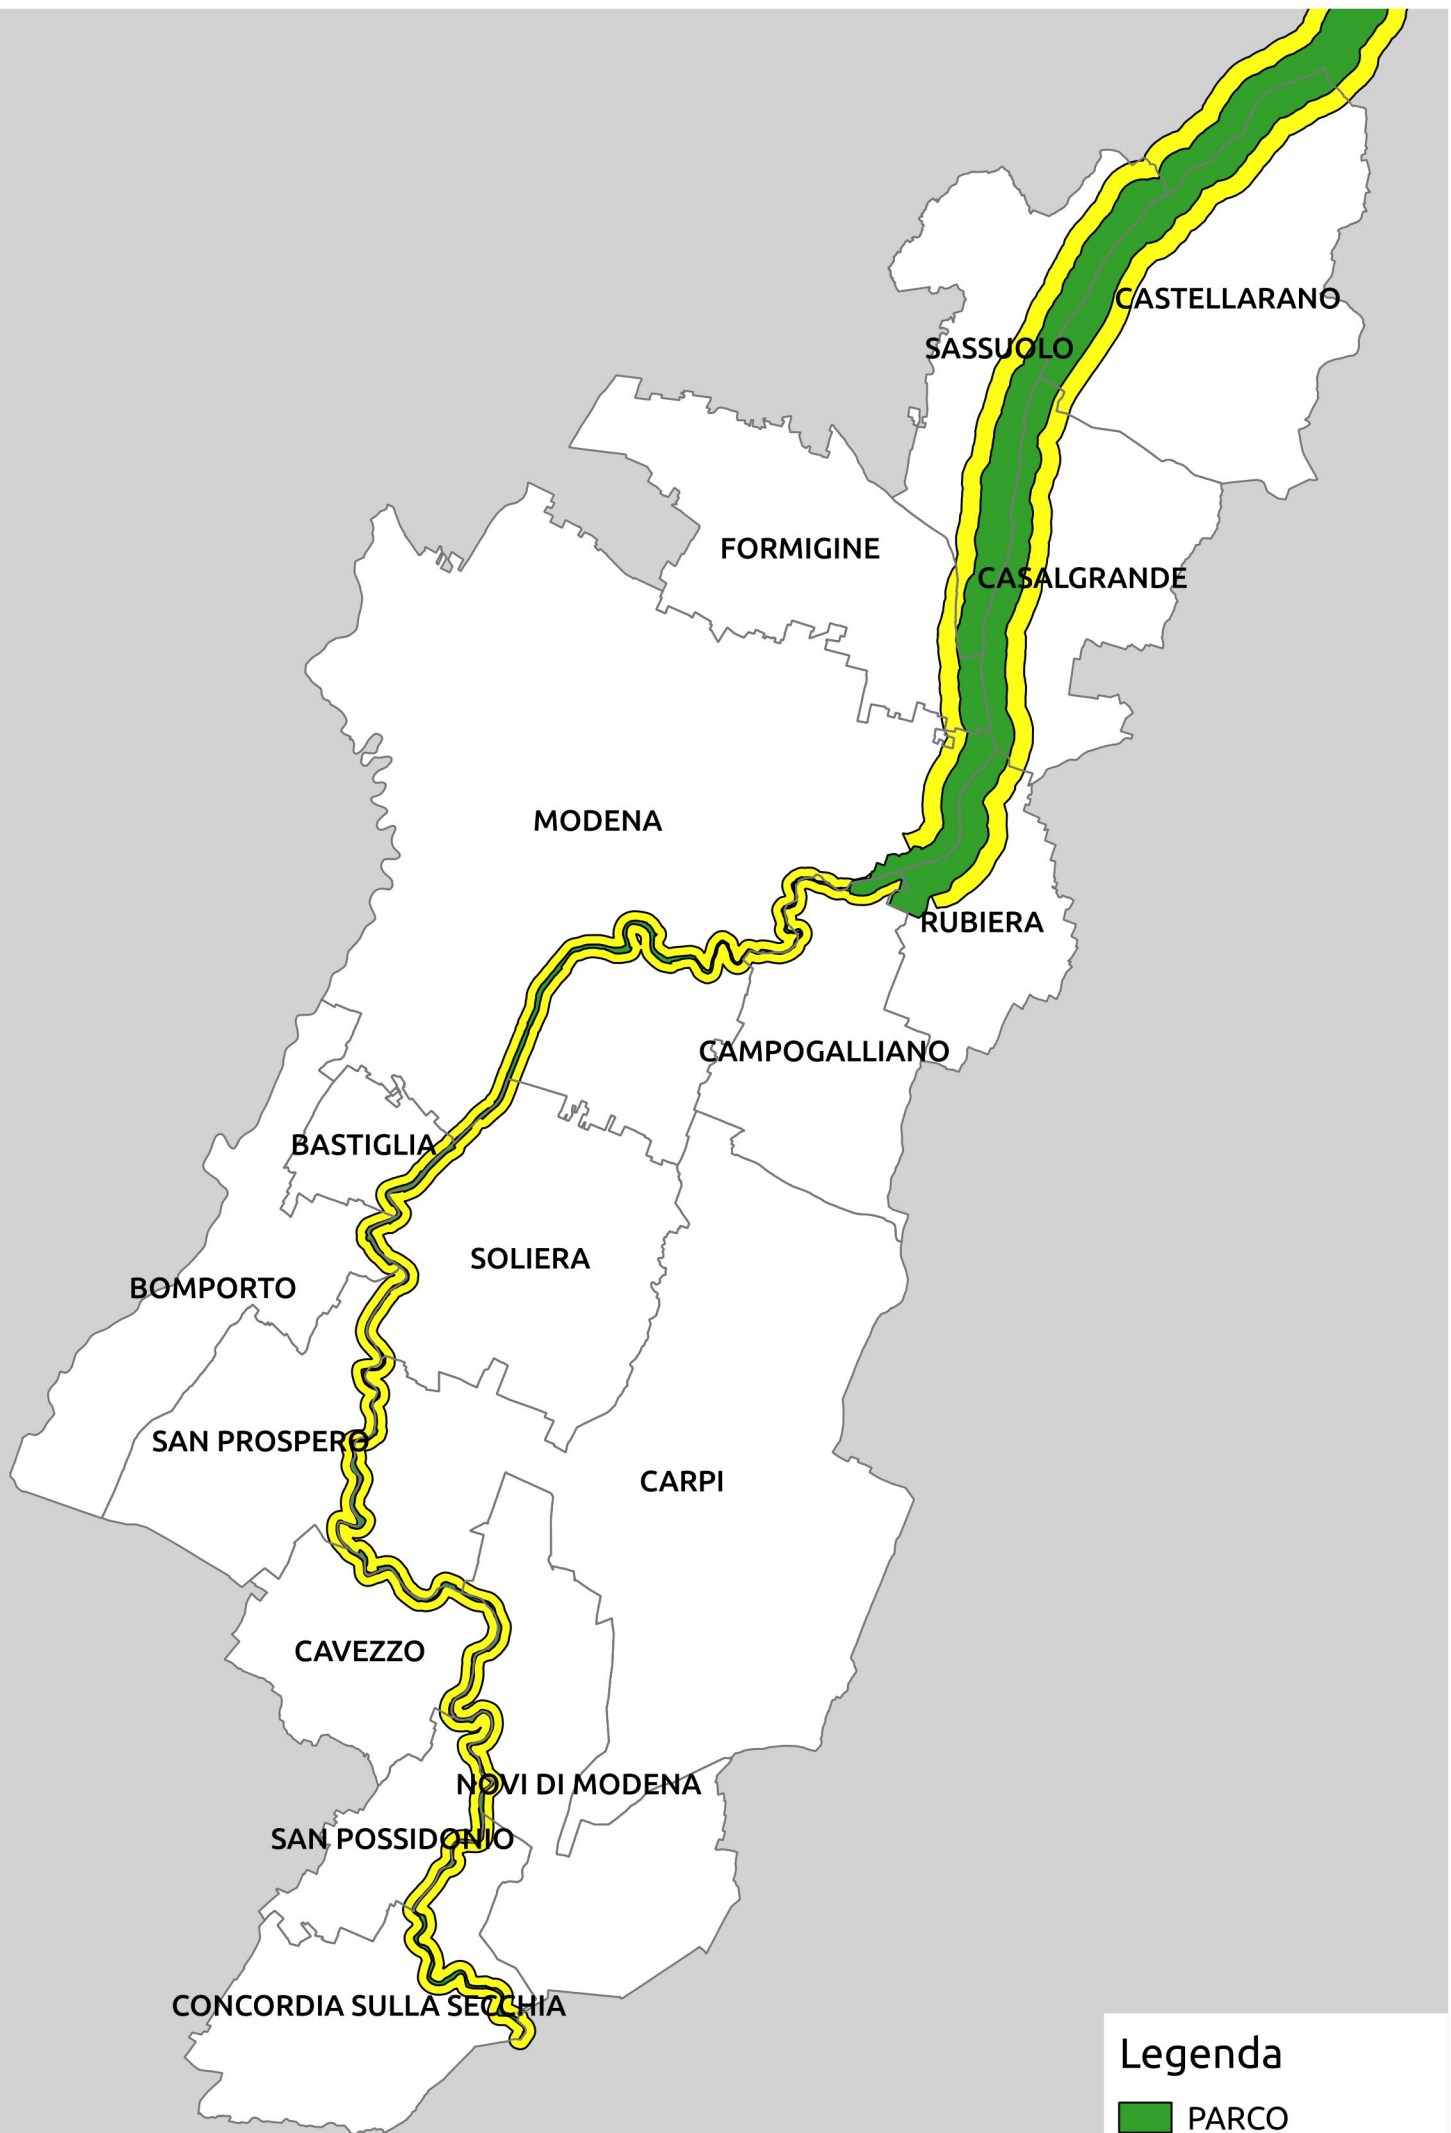 CASTELLARANO
SASSUOLO
FORMIGINE
CASALGRANDE
MODENA
RUBIERA
CAMPOGALLIANO
BASTIGLIA
SOLIERA
BOMPORTO
SAN PROSPERO
CARPI
CAVEZZO
NOVI DI MODENA
SAN POSSIDONIO
CONCORDIA SULLA SECCHIA
Legenda
PARCO